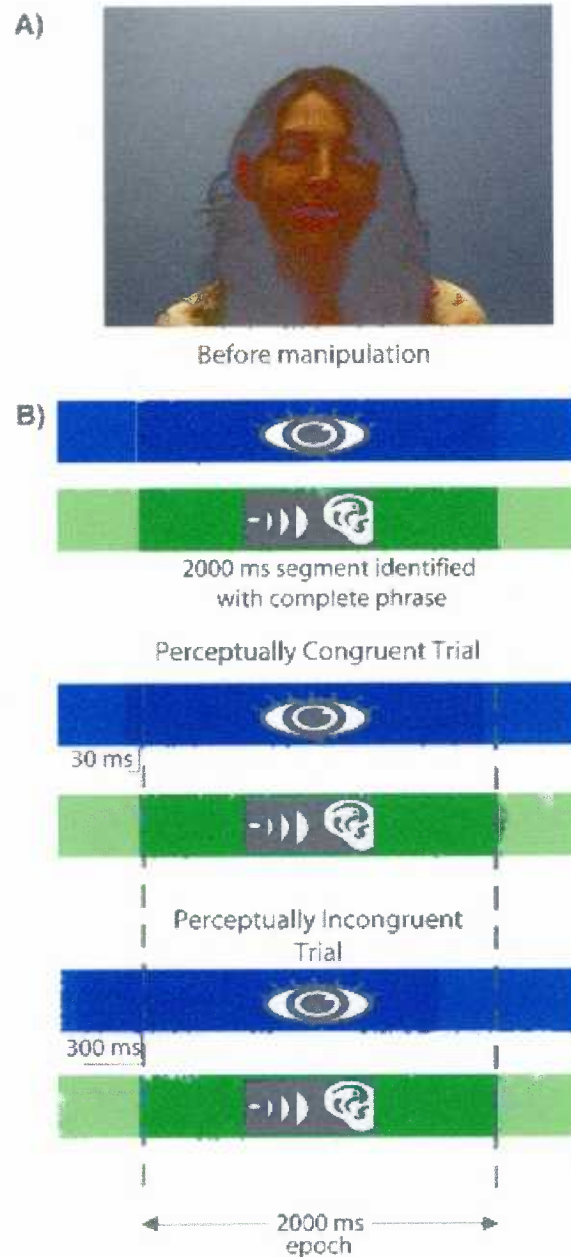 A)
Before manipulation
B)
2000 ms segment identified
with complete phrase
Perceptually Congruent Trial
30 ms
Perceptually Incongruent
Trial
300 ms
2000 ms
epoch